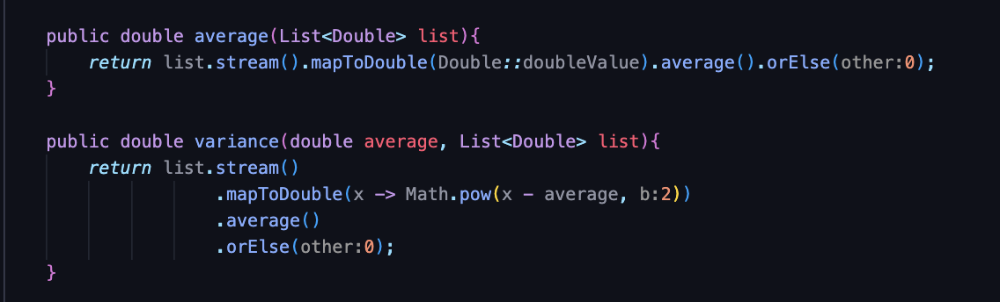 public double average(List<Double> list){
return list.stream().mapToDouble(Double::doubleValue).average().orElse(other:0);
}
public double variance(double average, List<Double> list){
return list.stream()
.mapToDouble(x -> Math.pow(x - average, b:2))
.average()
.orElse(other:0);
}